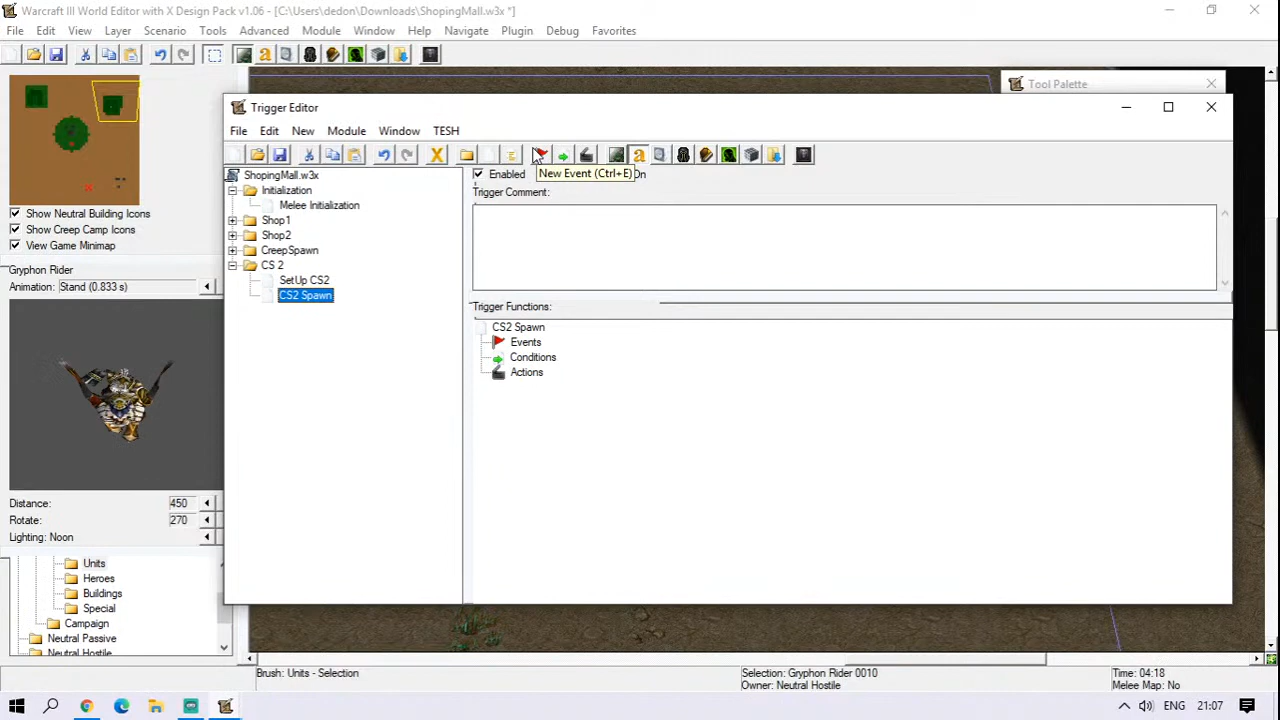 Warcraft III World Editor with X Design Pack v1.06 - [C:\Users\dedon\Downloads\ShopingMall.w3x *]
File Edit View Layer Scenario Tools Advanced Module Window Help Navigate Plugin Debug Favorites
Tool Palette
Trigger Editor
File Edit New Module Window TESH
ShopingMall.w3x
Initialization
Melee Initialization
Shop1
Shop2
CreepSpawn
CS 2
SetUp CS2
CS2 Spawn
Enabled
New Event (Ctrl+E)
On
Trigger Comment:
Trigger Functions:
CS2 Spawn
Events
Conditions
Actions
Show Neutral Building Icons
Show Creep Camp Icons
View Game Minimap
Gryphon Rider
Animation: Stand (0.833 s)
Distance: 450
Rotate: 270
Lighting: Noon
Units
Heroes
Buildings
Special
Campaign
Neutral Passive
Neutral Hostile
Brush: Units - Selection
Selection: Gryphon Rider 0010
Owner: Neutral Hostile
Time: 04:18
Melee Map: No
ENG 21:07